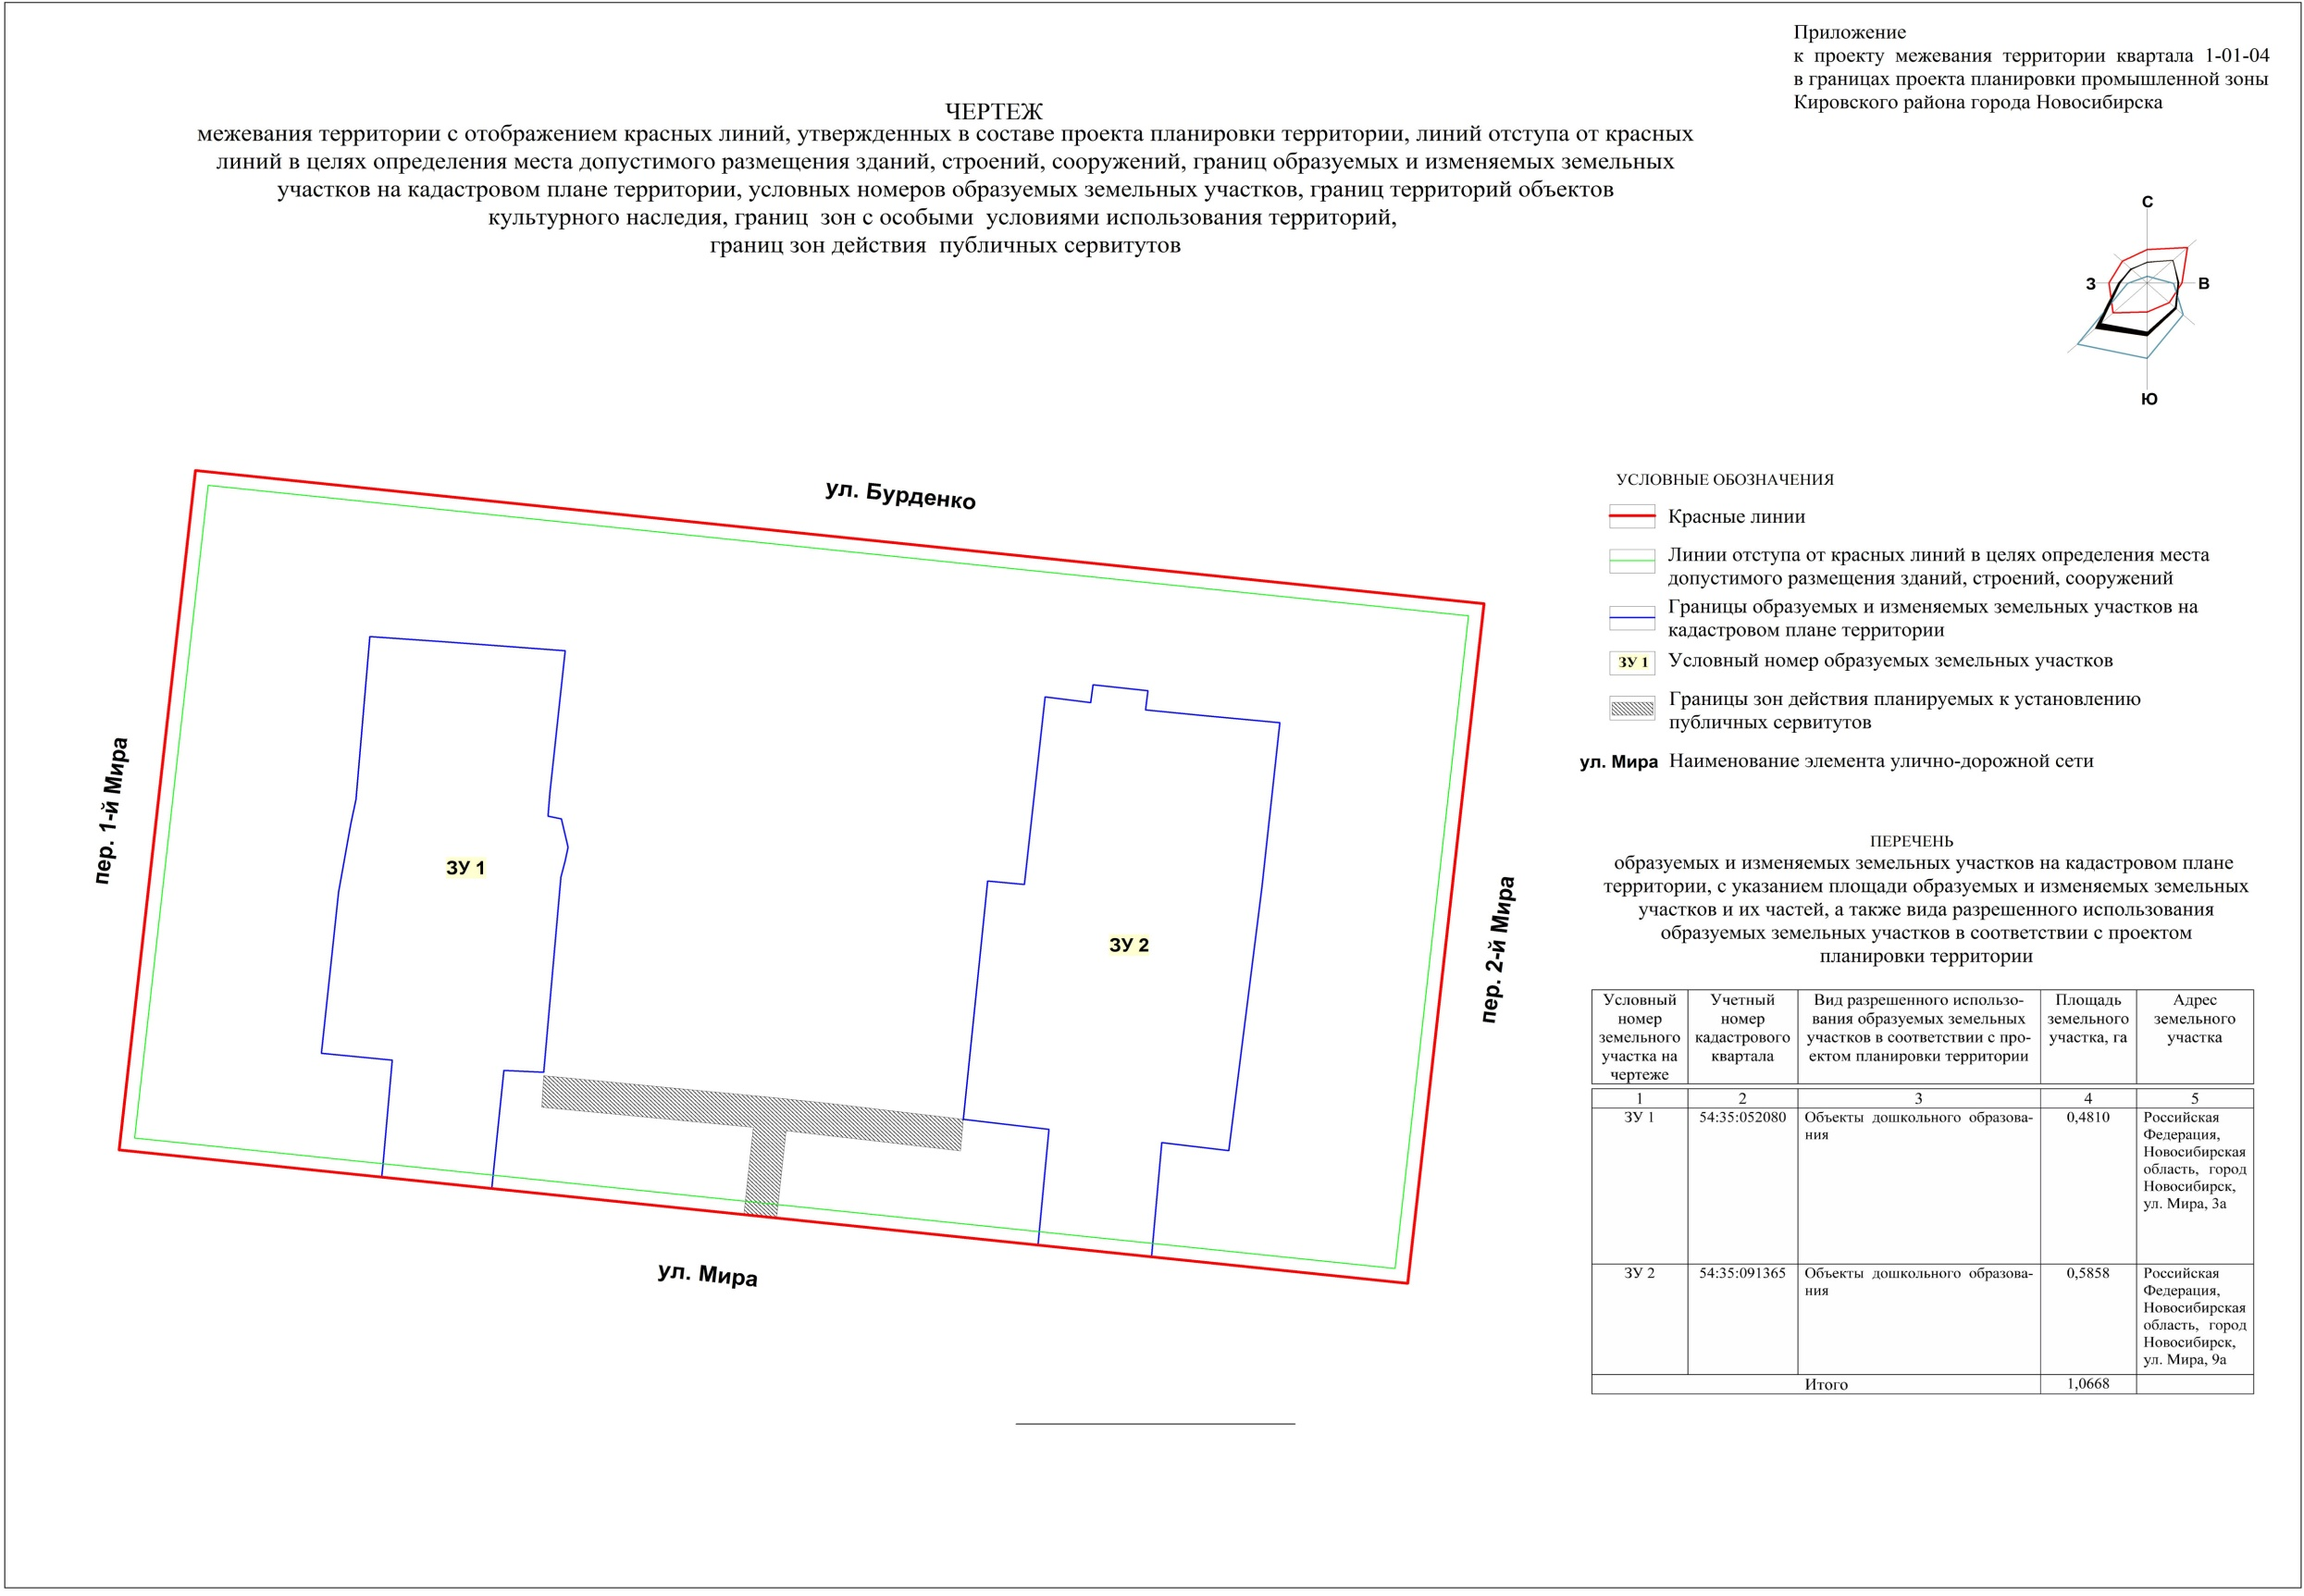 Приложение
к проекту межевания территории квартала 1-01-04
в границах проекта планировки промышленной зоны
Кировского района города Новосибирска
ЧЕРТЕЖ
межевания территории с отображением красных линий, утвержденных в составе проекта планировки территории, линий отступа от красных
линий в целях определения места допустимого размещения зданий, строений, сооружений, границ образуемых и изменяемых земельных
участков на кадастровом плане территории, условных номеров образуемых земельных участков, границ территорий объектов
культурного наследия, границ зон с особыми условиями использования территорий,
границ зон действия публичных сервитутов
С
З
В
Ю
ул. Бурденко
пер. 1-й Мира
ЗУ 1
ЗУ 2
пер. 2-й Мира
ул. Мира
УСЛОВНЫЕ ОБОЗНАЧЕНИЯ
Красные линии
Линии отступа от красных линий в целях определения места
допустимого размещения зданий, строений, сооружений
Границы образуемых и изменяемых земельных участков на
кадастровом плане территории
ЗУ 1 Условный номер образуемых земельных участков
Границы зон действия планируемых к установлению
публичных сервитутов
ул. Мира Наименование элемента улично-дорожной сети
ПЕРЕЧЕНЬ
образуемых и изменяемых земельных участков на кадастровом плане
территории, с указанием площади образуемых и изменяемых земельных
участков и их частей, а также вида разрешенного использования
образуемых земельных участков в соответствии с проектом
планировки территории
Условный
номер
земельного
участка на
чертеже
Учетный
номер
кадастрового
квартала
Вид разрешенного использо-
вания образуемых земельных
участков в соответствии с про-
ектом планировки территории
Площадь
земельного
участка, га
Адрес
земельного
участка
1 2 3 4 5
ЗУ 1
54:35:052080
Объекты дошкольного образова-
ния
0,4810
Российская
Федерация,
Новосибирская
область, город
Новосибирск,
ул. Мира, 3а
ЗУ 2
54:35:091365
Объекты дошкольного образова-
ния
0,5858
Российская
Федерация,
Новосибирская
область, город
Новосибирск,
ул. Мира, 9а
Итого 1,0668